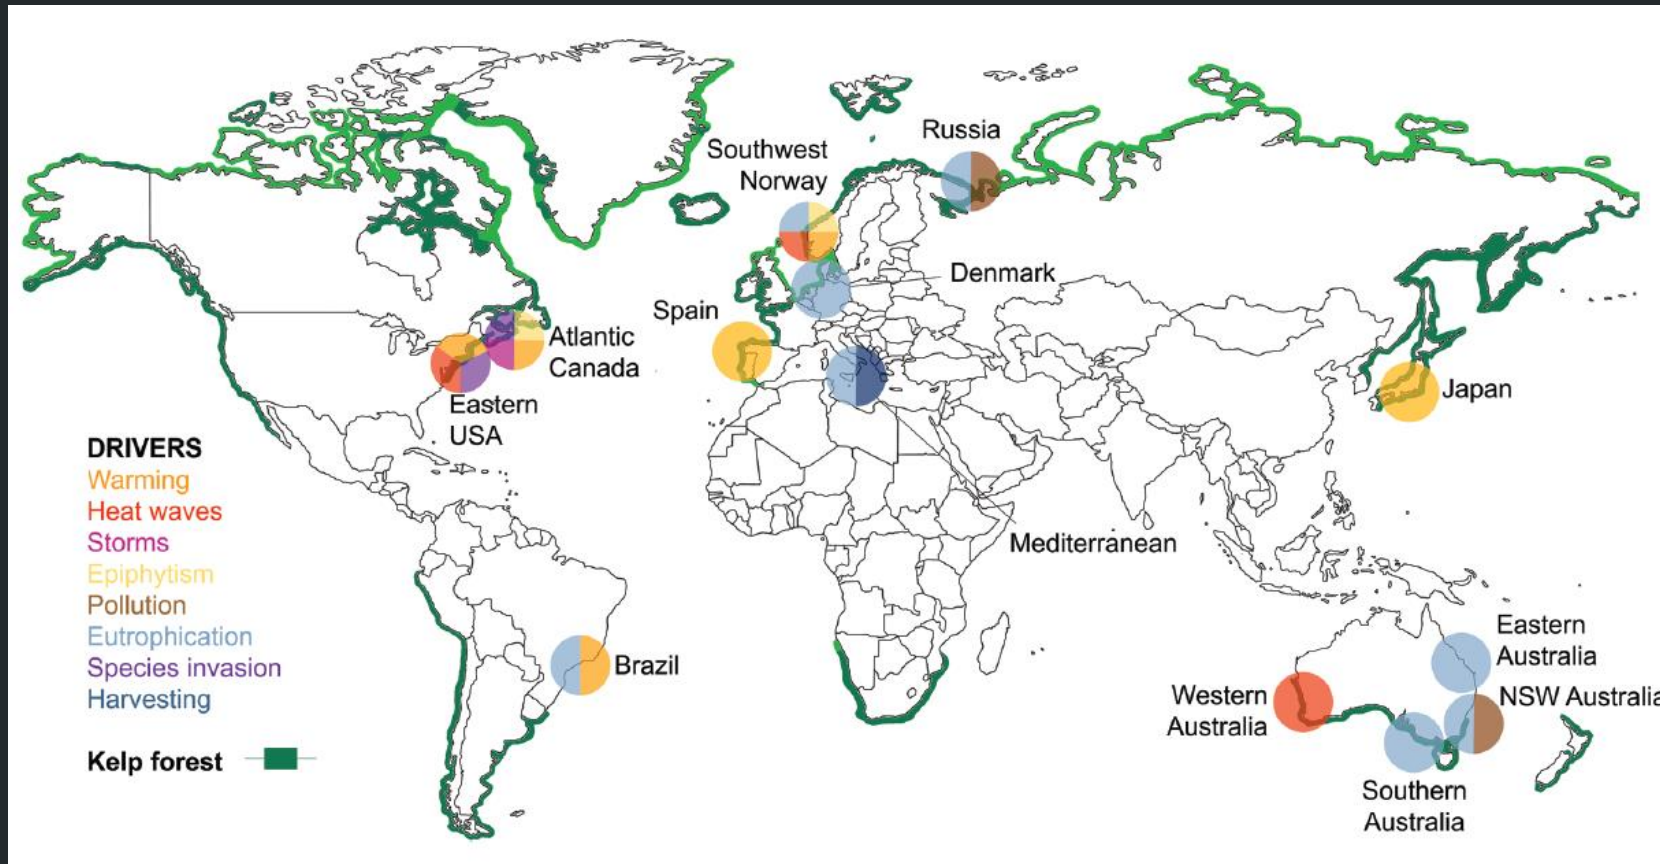 Russia
Southwest
Norway
Denmark
Spain
Atlantic
Canada
Japan
Eastern
USA
DRIVERS
Warming
Heat waves
Storms
Epiphytism
Pollution
Eutrophication
Species invasion
Harvesting
Kelp forest
Mediterranean
Brazil
Eastern
Australia
Western
Australia
NSW Australia
Southern
Australia